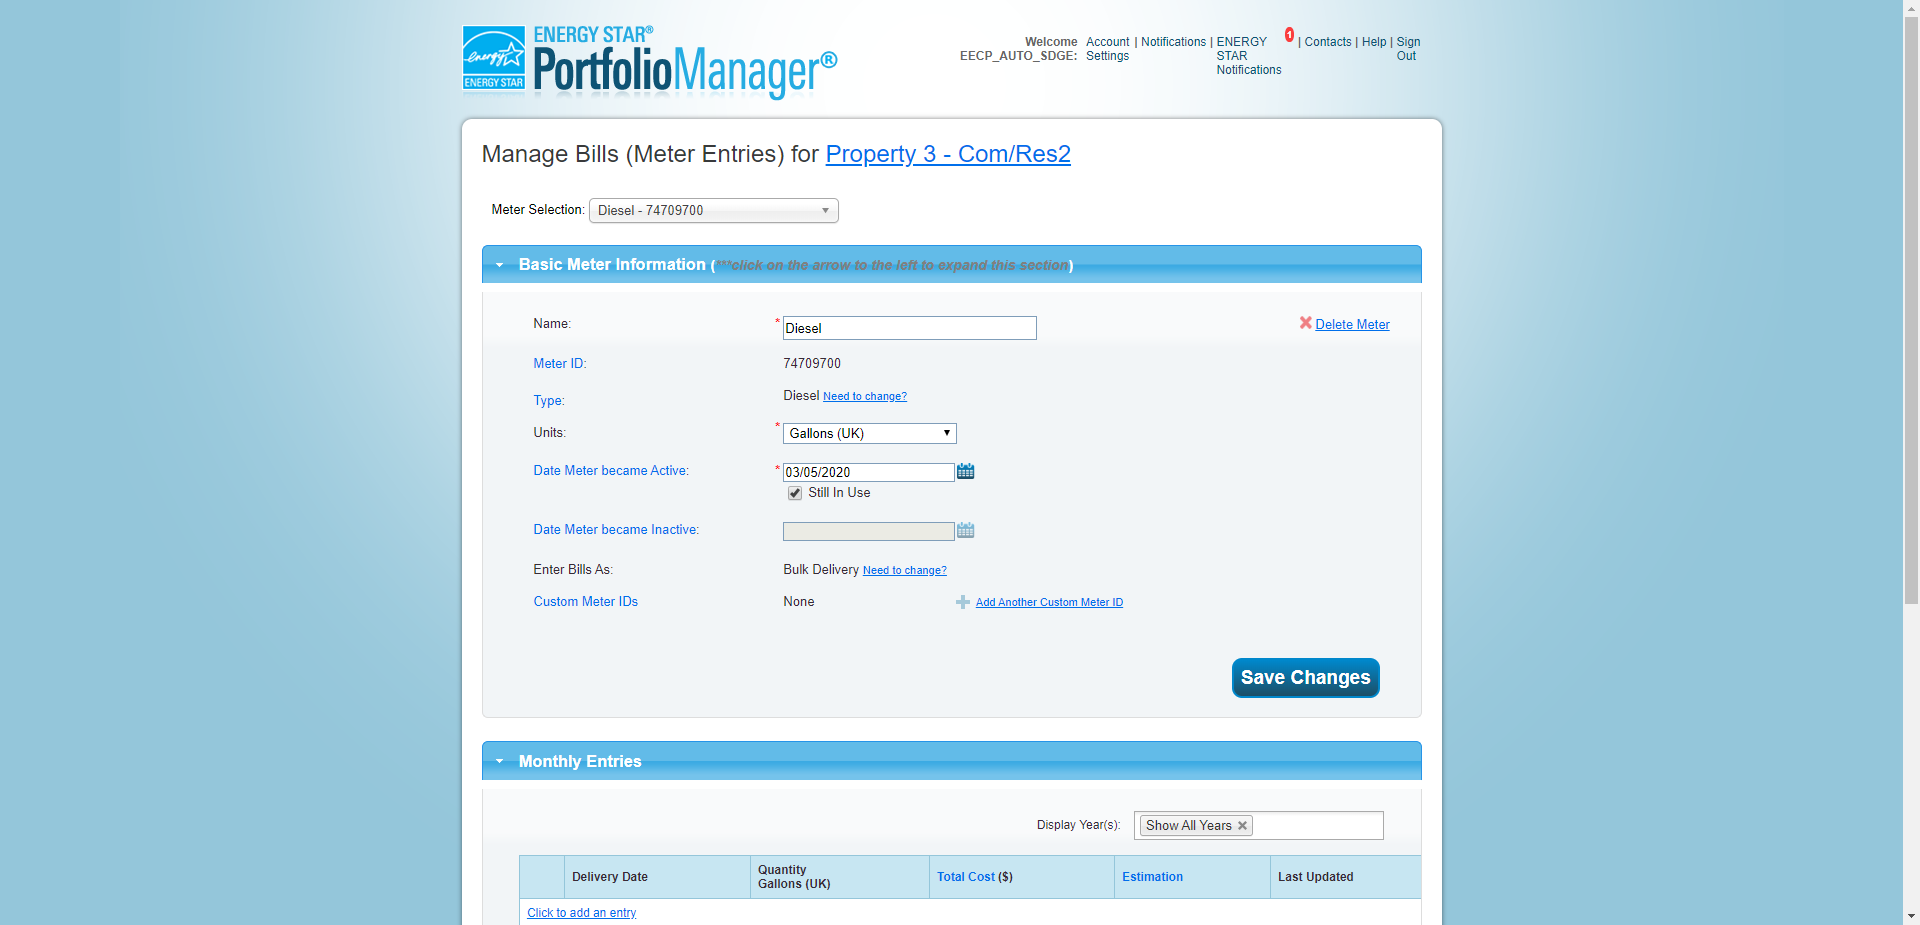 ENERGY STAR®
PortfolioManager®
energy
ENERGY STAR
Welcome EECP_AUTO_SDGE:
Account Settings | Notifications | ENERGY STAR Notifications 1 | Contacts | Help | Sign Out
Manage Bills (Meter Entries) for Property 3 - Com/Res2
Meter Selection: Diesel - 74709700
Basic Meter Information (***click on the arrow to the left to expand this section)
Name: * Diesel
Delete Meter
Meter ID: 74709700
Type: Diesel Need to change?
Units: * Gallons (UK)
Date Meter became Active: * 03/05/2020
Still In Use
Date Meter became Inactive:
Enter Bills As: Bulk Delivery Need to change?
Custom Meter IDs None Add Another Custom Meter ID
Save Changes
Monthly Entries
Display Year(s): Show All Years
Delivery Date
Quantity
Gallons (UK)
Total Cost ($)
Estimation
Last Updated
Click to add an entry